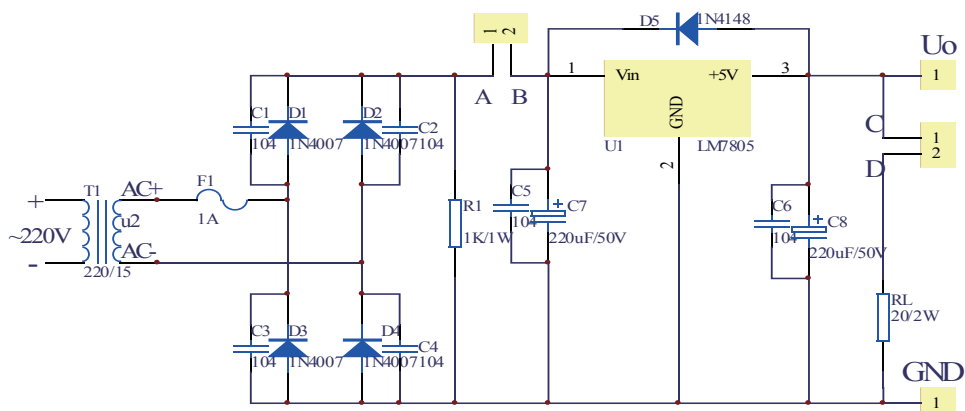 1
2
D5
1N4148
Uo
1
A
B
1
Vin
+5V
3
GND
U1
LM7805
2
C
1
2
D
C1
104
D1
1N4007
D2
1N4007
C2
104
T1
AC+
F1
+
~220V
-
u2
1A
AC-
220/15
R1
1K/1W
C5
104
C7
+
220uF/50V
C6
104
C8
+
220uF/50V
RL
20/2W
C3
104
D3
1N4007
D4
1N4007
C4
104
GND
1